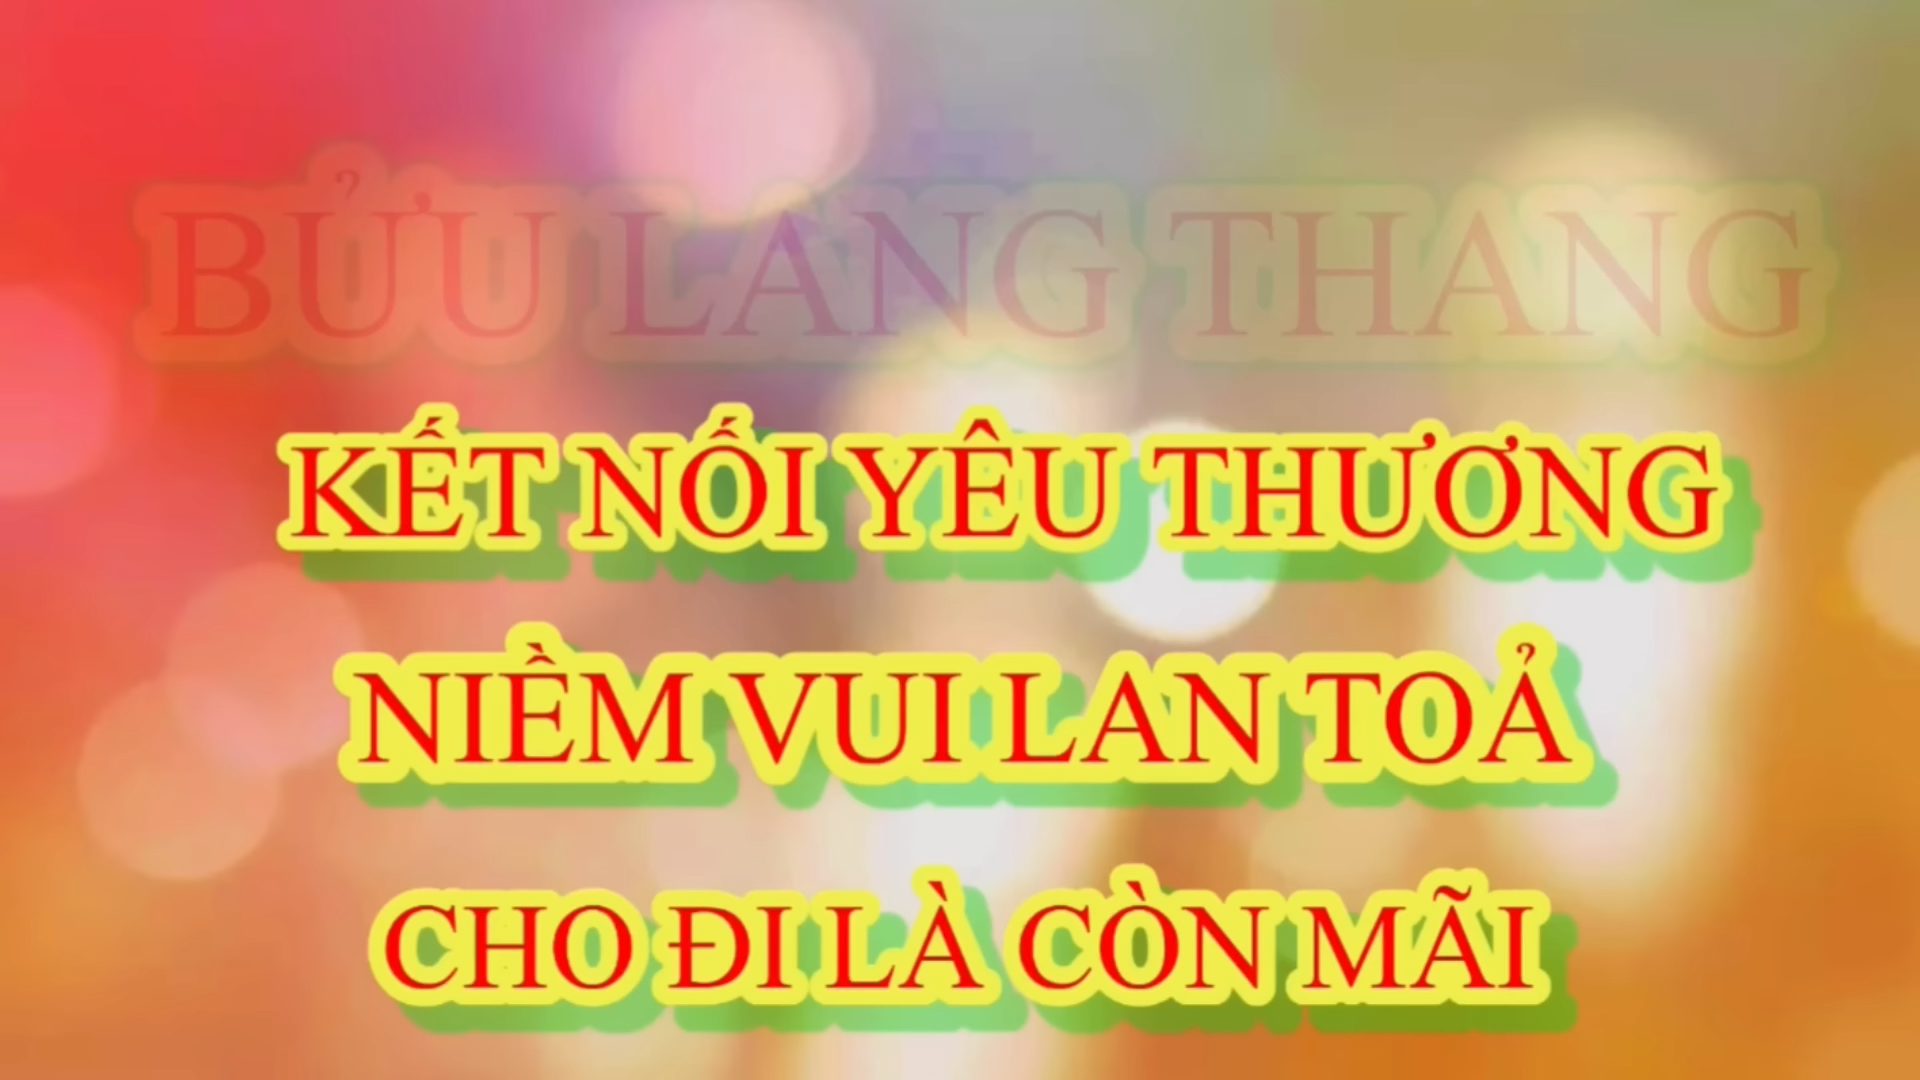 BỬU LANG THANG
KẾT NỐI YÊU THƯƠNG
NIỀM VUI LAN TOẢ
CHO ĐI LÀ CÒN MÃI